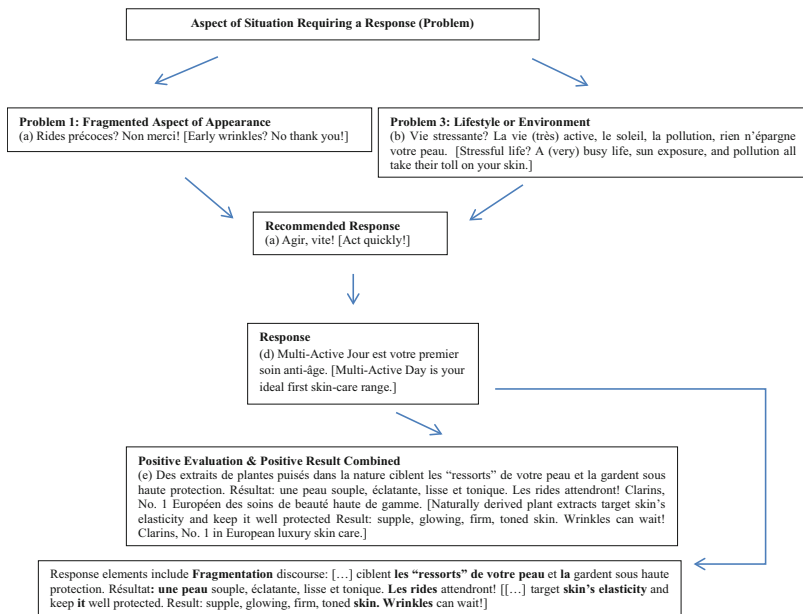 Aspect of Situation Requiring a Response (Problem)
Problem 1: Fragmented Aspect of Appearance
(a) Rides précoces? Non merci! [Early wrinkles? No thank you!]
Problem 3: Lifestyle or Environment
(b) Vie stressante? La vie (très) active, le soleil, la pollution, rien n'épargne
votre peau. [Stressful life? A (very) busy life, sun exposure, and pollution all
take their toll on your skin.]
Recommended Response
(a) Agir, vite! [Act quickly!]
Response
(d) Multi-Active Jour est votre premier
soin anti-âge. [Multi-Active Day is your
ideal first skin-care range.]
Positive Evaluation & Positive Result Combined
(e) Des extraits de plantes puisés dans la nature ciblent les “ressorts” de votre peau et la gardent sous
haute protection. Résultat: une peau souple, éclatante, lisse et tonique. Les rides attendront! Clarins,
No. 1 Européen des soins de beauté haute de gamme. [Naturally derived plant extracts target skin's
elasticity and keep it well protected Result: supple, glowing, firm, toned skin. Wrinkles can wait!
Clarins, No. 1 in European luxury skin care.]
Response elements include Fragmentation discourse: […] ciblent les “ressorts” de votre peau et la gardent sous haute
protection. Résultat: une peau souple, éclatante, lisse et tonique. Les rides attendront! [[…] target skin's elasticity and
keep it well protected. Result: supple, glowing, firm, toned skin. Wrinkles can wait!]